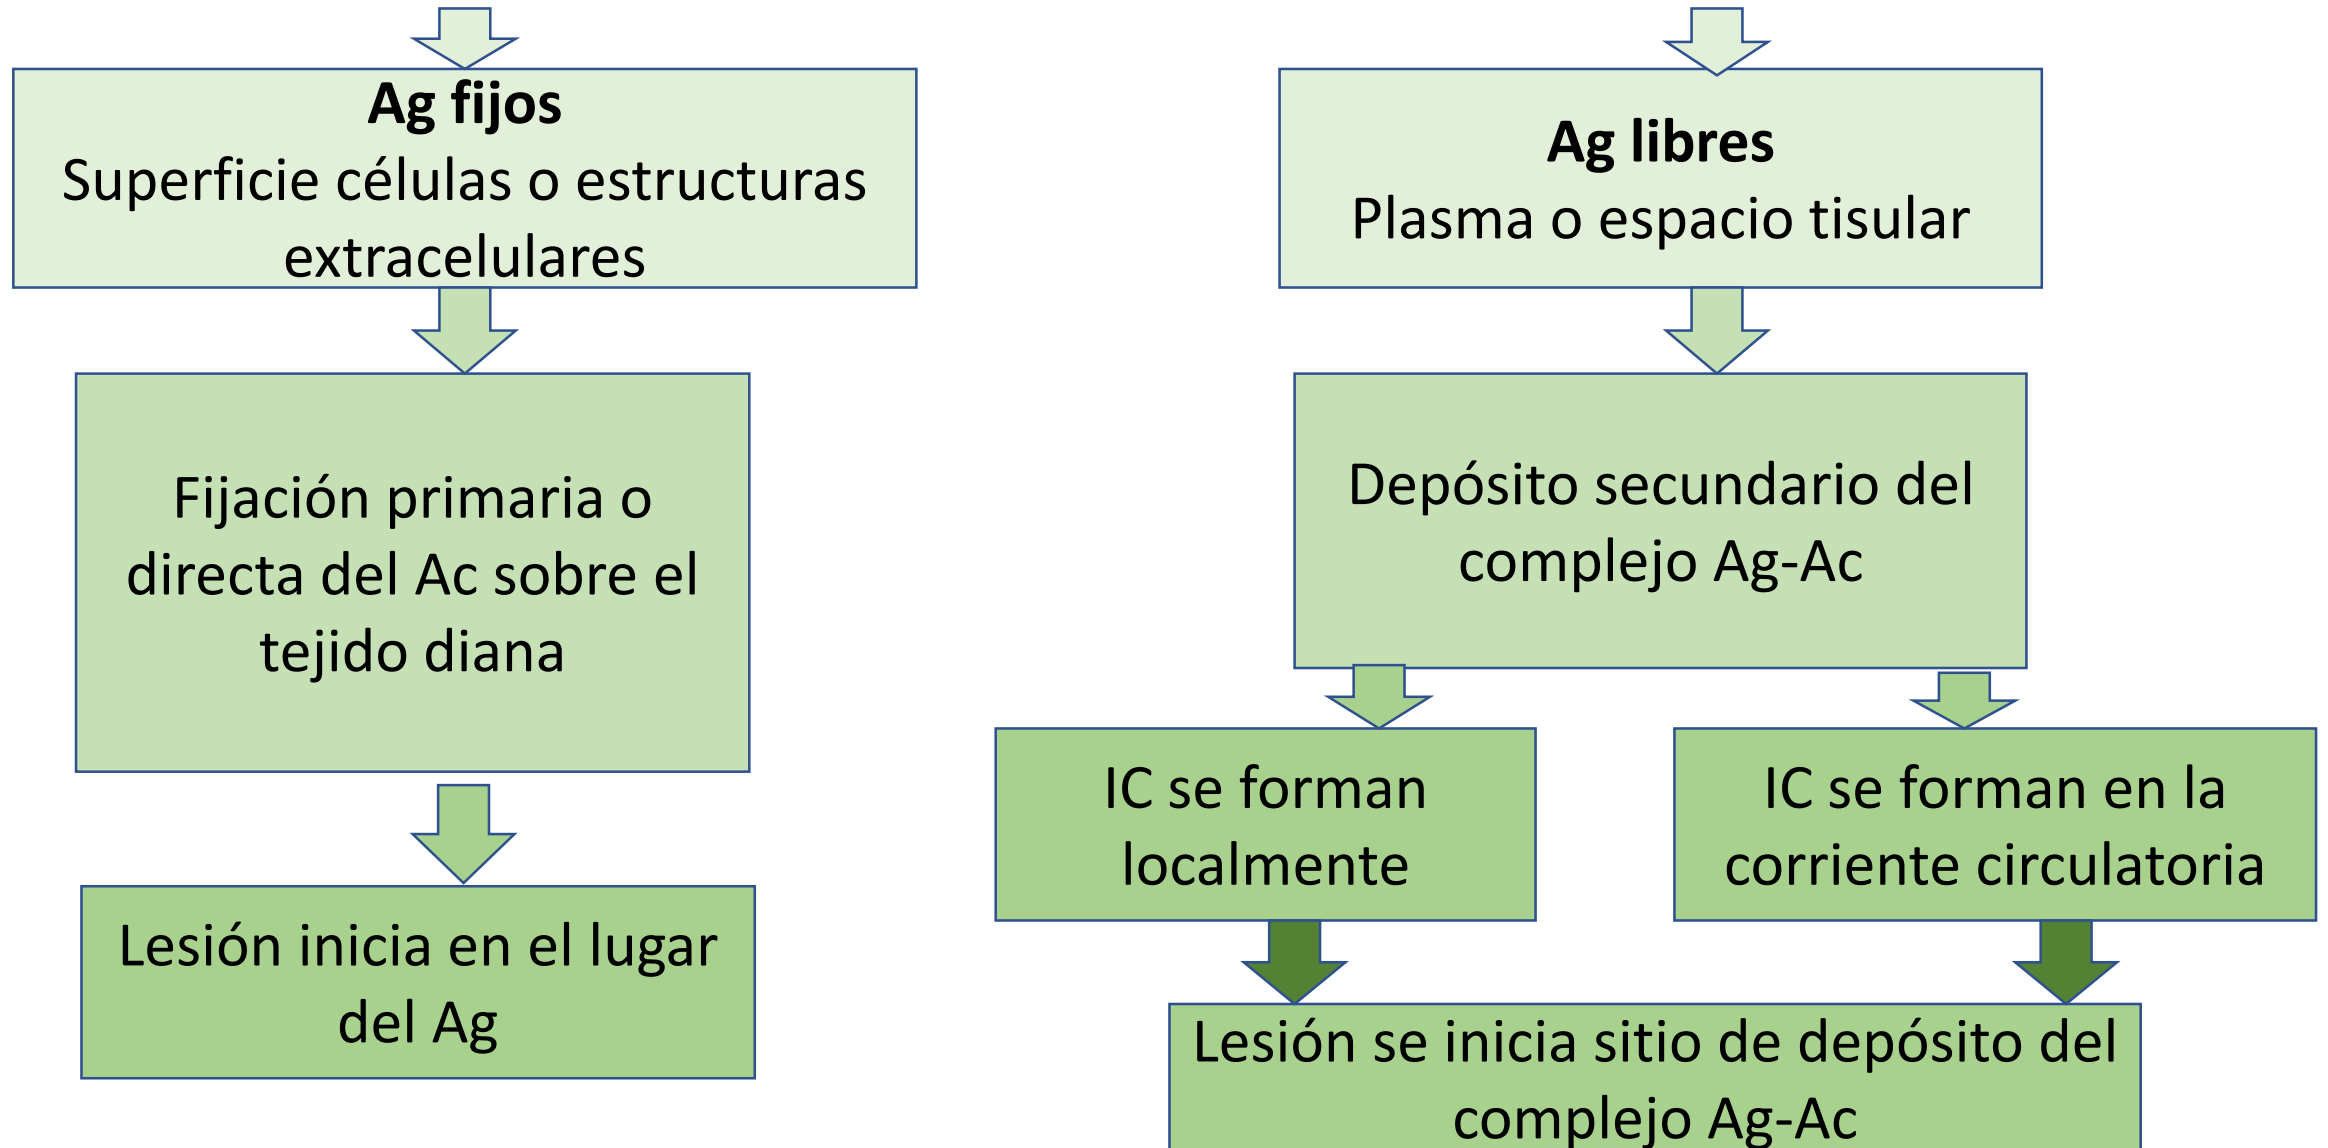 Ag fijos
Superficie células o estructuras
extracelulares
Fijación primaria o
directa del Ac sobre el
tejido diana
Lesión inicia en el lugar
del Ag
Ag libres
Plasma o espacio tisular
Depósito secundario del
complejo Ag-Ac
IC se forman
localmente
IC se forman en la
corriente circulatoria
Lesión se inicia sitio de depósito del
complejo Ag-Ac